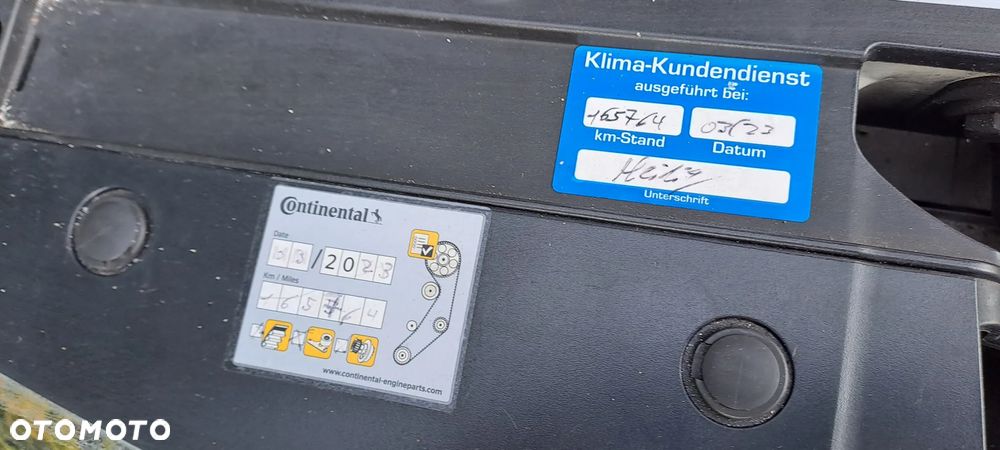 Klima-Kundendienst
ausgeführt bei:
165764
03/23
km-Stand
Datum
Unterschrift
Continental
Date
03/2023
Km / Miles
165764
www.continental-engineparts.com
OTOMOTO